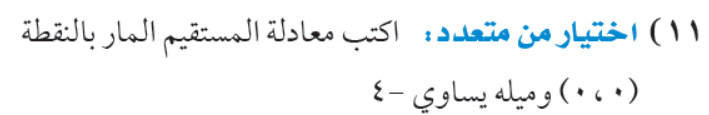 ١١) اختيار من متعدد: اكتب معادلة المستقيم المار بالنقطة
(٠،٠) وميله يساوي -٤